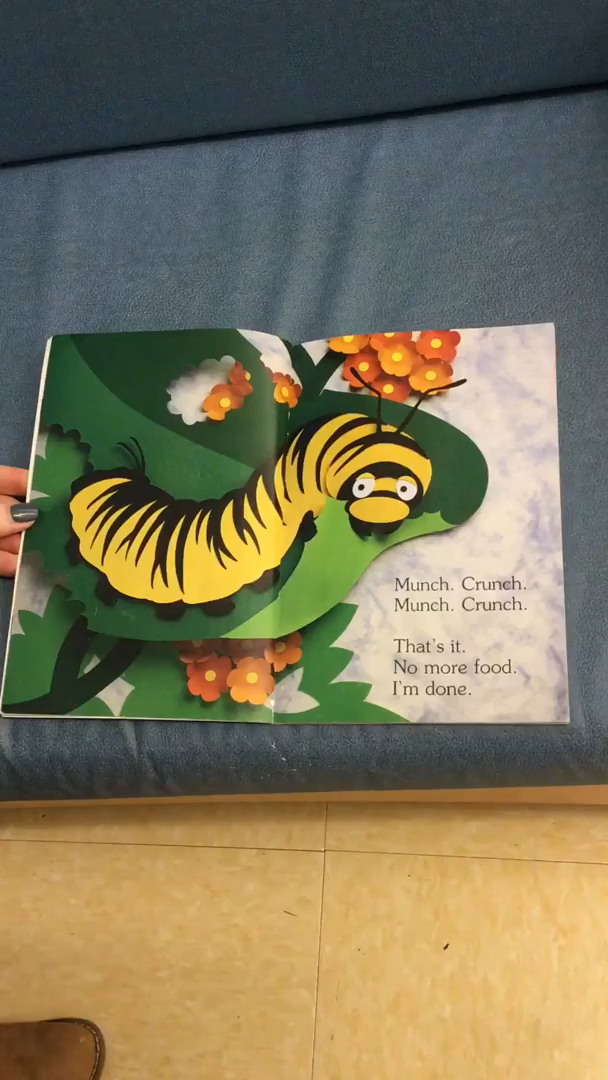 Munch. Crunch.
Munch. Crunch.
That's it.
No more food.
I'm done.